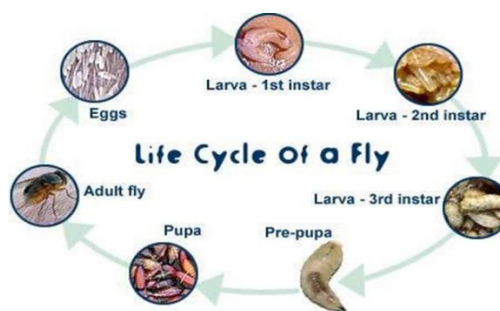 Larva - 1st instar
Eggs
Larva - 2nd instar
Life Cycle Of a Fly
Adult fly
Larva - 3rd instar
Pupa
Pre-pupa